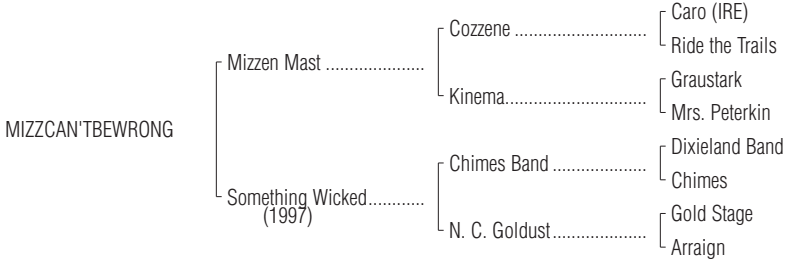 Caro (IRE)
Cozzene ............................
Ride the Trails
Mizzen Mast .....................
Graustark
Kinema..............................
Mrs. Peterkin
MIZZCAN'TBEWRONG
Dixieland Band
Chimes Band ....................
Chimes
Something Wicked............
(1997)
Gold Stage
N. C. Goldust....................
Arraign